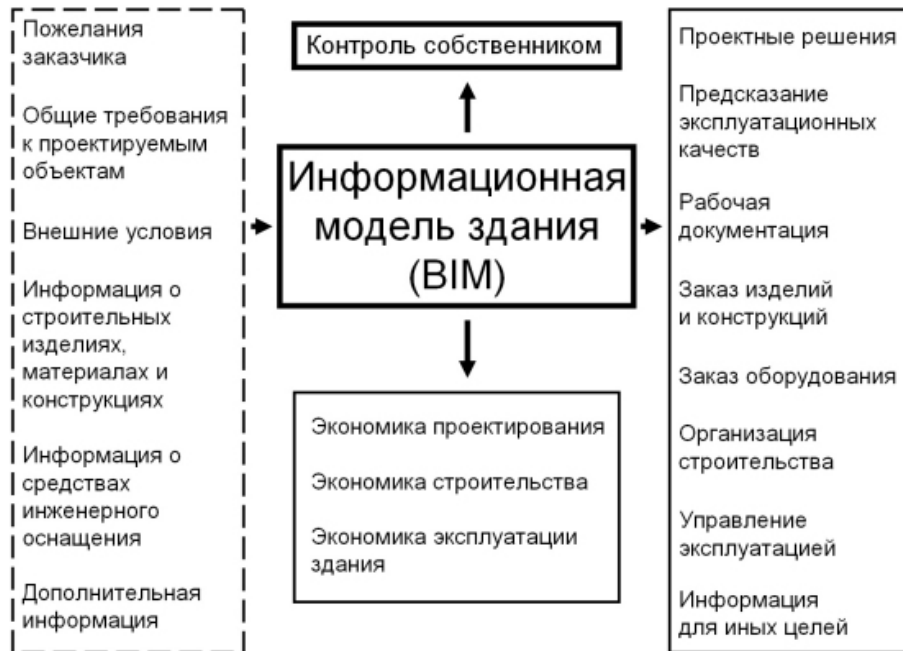 Пожелания
заказчика
Общие требования
к проектируемым
объектам
Внешние условия
Информация о
строительных
изделиях,
материалах и
конструкциях
Информация о
средствах
инженерного
оснащения
Дополнительная
информация
Контроль собственником
Информационная
модель здания
(BIM)
Экономика проектирования
Экономика строительства
Экономика эксплуатации
здания
Проектные решения
Предсказание
эксплуатационных
качеств
Рабочая
документация
Заказ изделий
и конструкций
Заказ оборудования
Организация
строительства
Управление
эксплуатацией
Информация
для иных целей